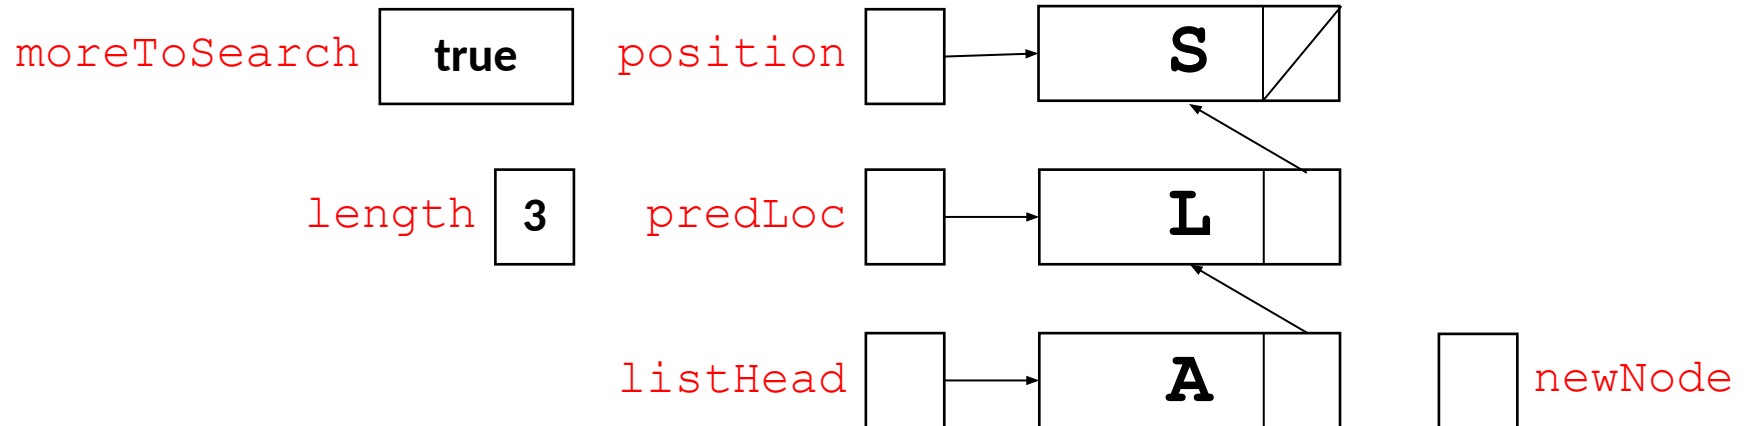 moreToSearch true position S
length 3 predLoc L
listHead A newNode